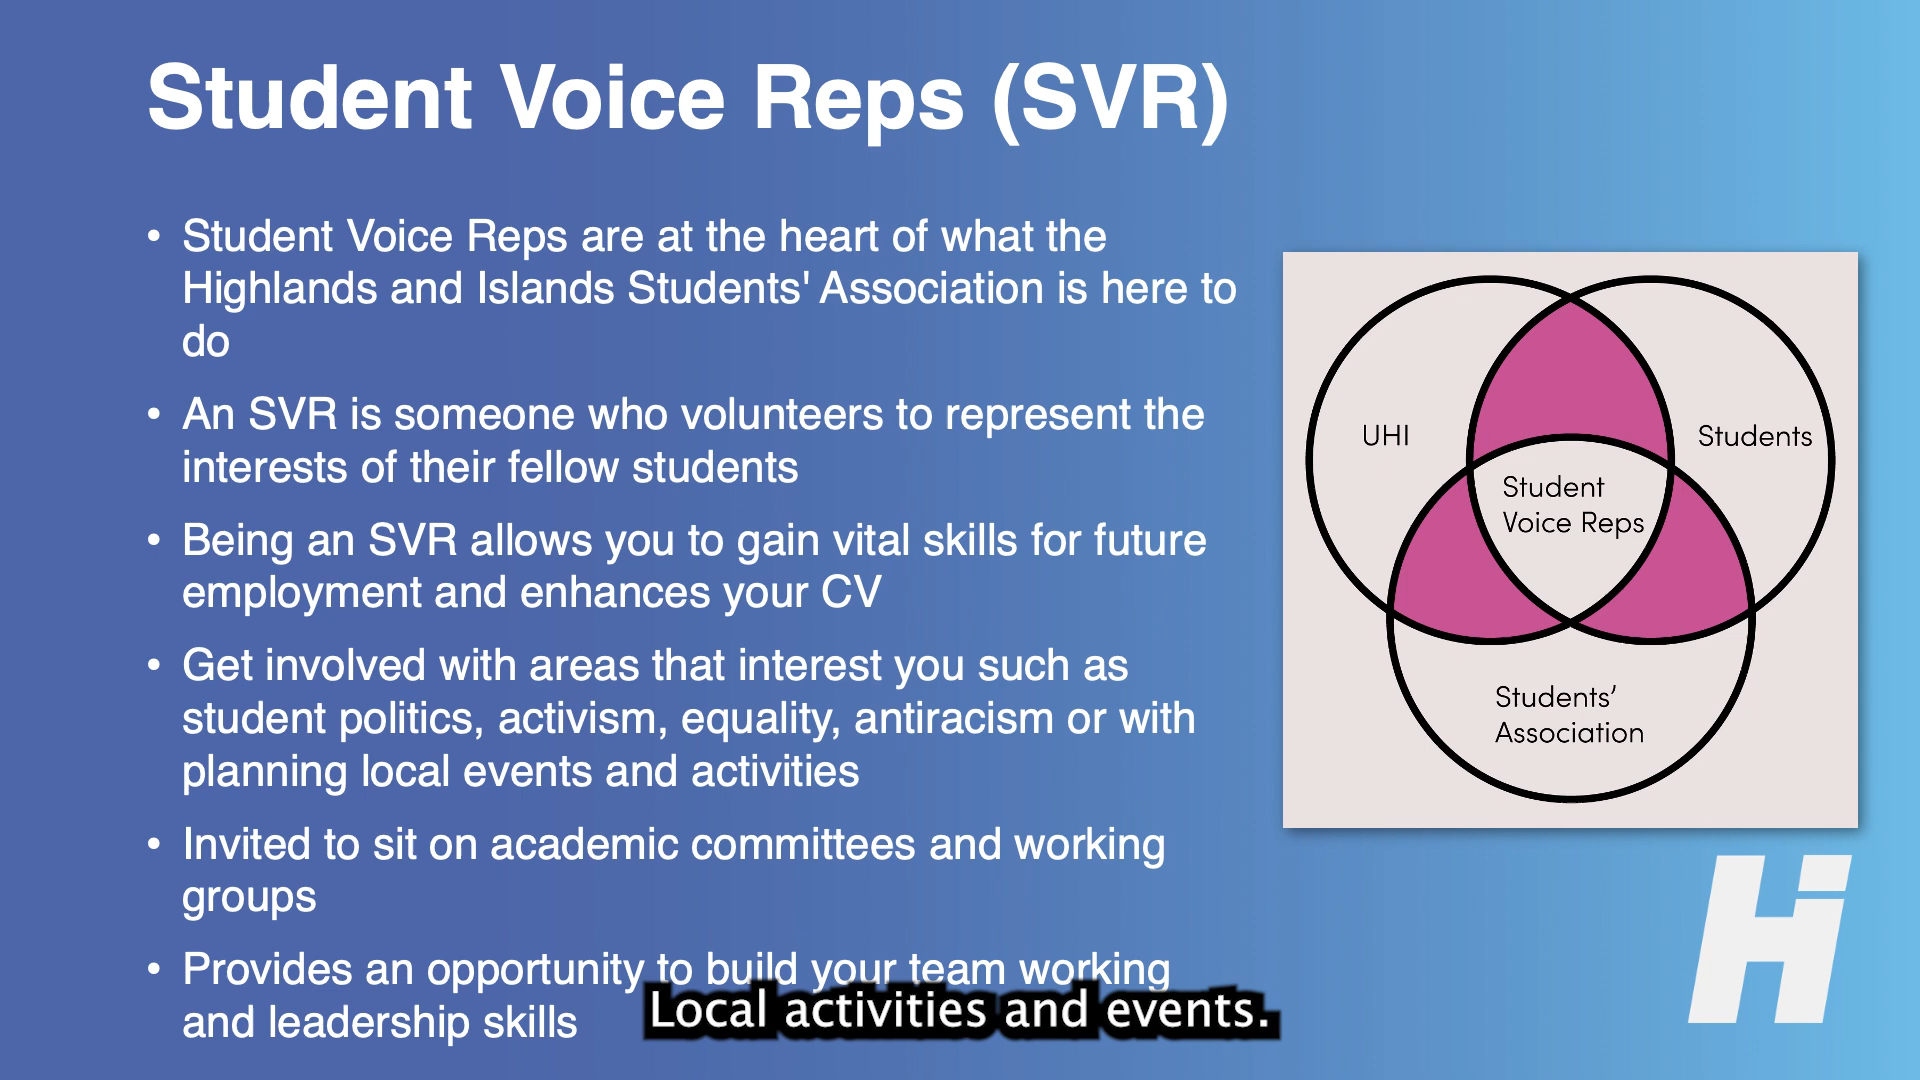 Student Voice Reps (SVR)
• Student Voice Reps are at the heart of what the
Highlands and Islands Students' Association is here to
do
• An SVR is someone who volunteers to represent the
interests of their fellow students
• Being an SVR allows you to gain vital skills for future
employment and enhances your CV
• Get involved with areas that interest you such as
student politics, activism, equality, antiracism or with
planning local events and activities
• Invited to sit on academic committees and working
groups
• Provides an opportunity to build your team working
and leadership skills
UHI
Students
Student
Voice Reps
Students’
Association
Hi
Local activities and events.